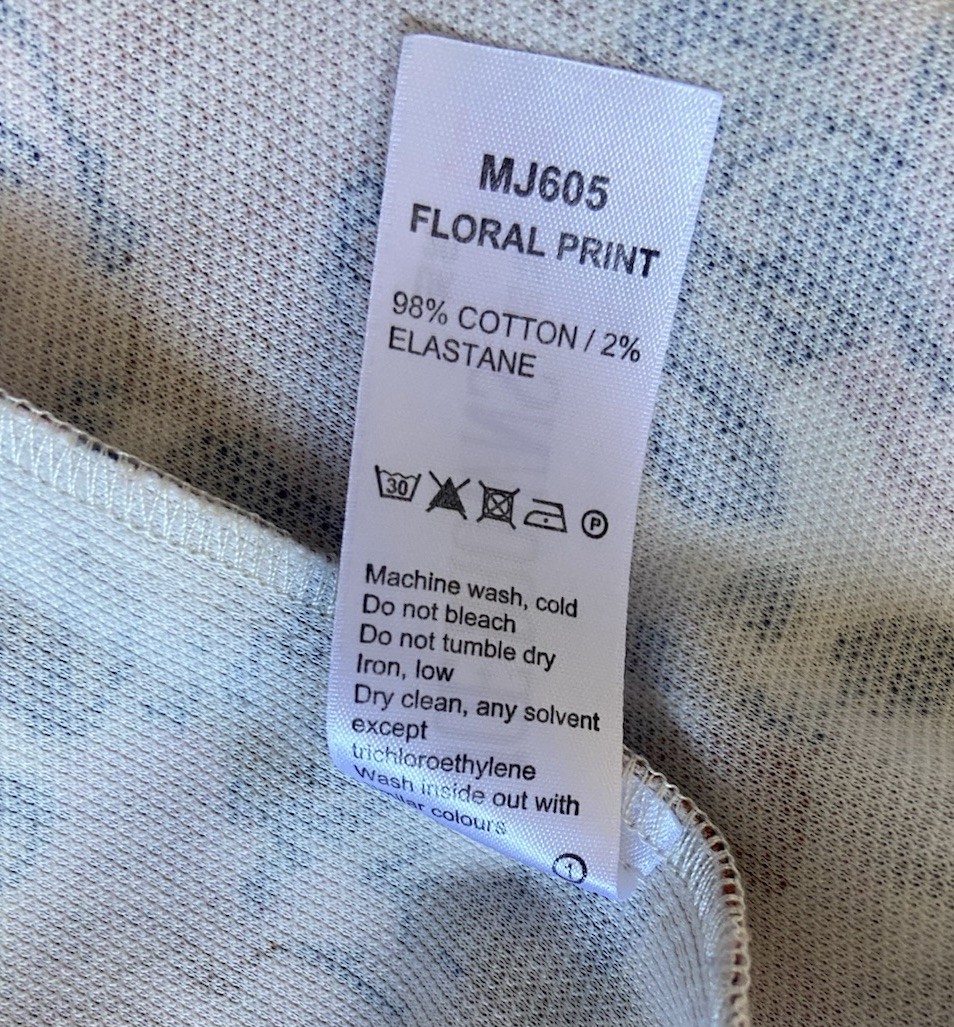 MJ605
FLORAL PRINT
98% COTTON / 2%
ELASTANE
30
P
Machine wash, cold
Do not bleach
Do not tumble dry
Iron, low
Dry clean, any solvent
except
trichloroethylene
Wash inside out with
colours
1